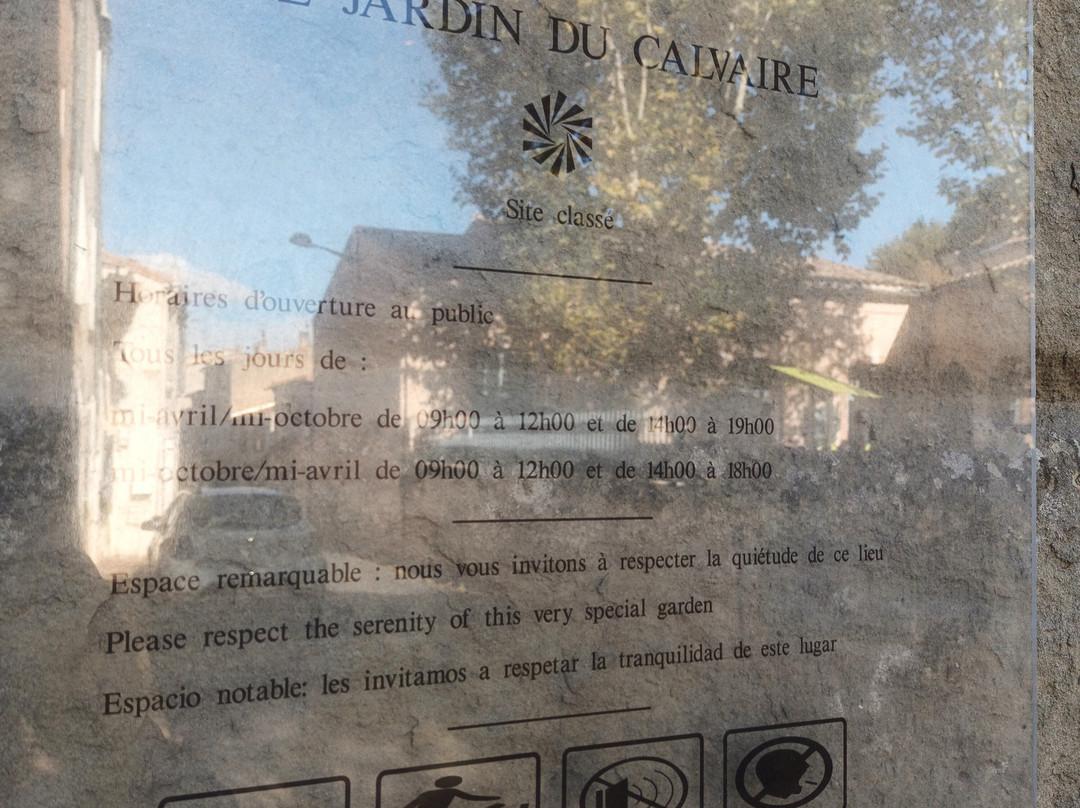 LE JARDIN DU CALVAIRE
Site classé
Horaires d'ouverture au public
Tous les jours de :
mi-avril/mi-octobre de 09h00 à 12h00 et de 14h00 à 19h00
mi-octobre/mi-avril de 09h00 à 12h00 et de 14h00 à 18h00
Espace remarquable : nous vous invitons à respecter la quiétude de ce lieu
Please respect the serenity of this very special garden
Espacio notable: les invitamos a respetar la tranquilidad de este lugar